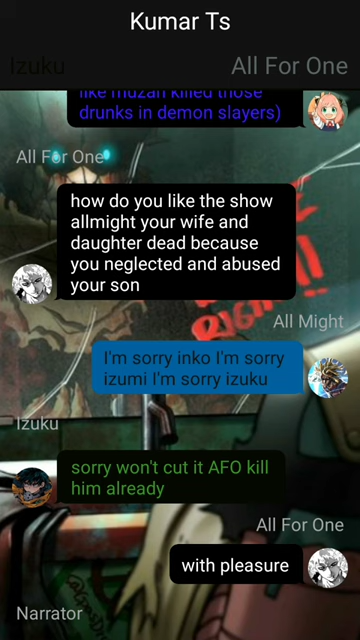 Kumar Ts
izuku
All For One
like muzan killed those
drunks in demon slayers)
All For One
how do you like the show
allmight your wife and
daughter dead because
you neglected and abused
your son
All Might
I'm sorry inko I'm sorry
izumi I'm sorry izuku
Izuku
sorry won't cut it AFO kill
him already
All For One
with pleasure
Narrator